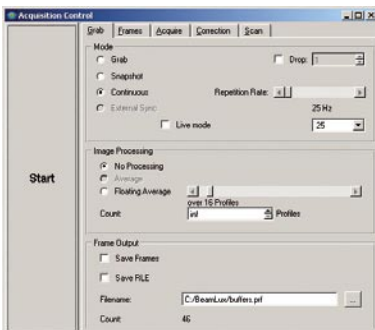 Acquisition Control
Grab Frames Acquire Correction Scan
Mode
Grab Drop: 1
Snapshot
Continuous Repetition Rate:
External Sync 25 Hz
Live mode 25
Image Processing
No Processing
Average
Floating Average
over 16 Profiles
Count: inf Profiles
Start
Frame Output
Save Frames
Save FILE
Filename: C:/BeamLux/buffers.prf ...
Count: 46